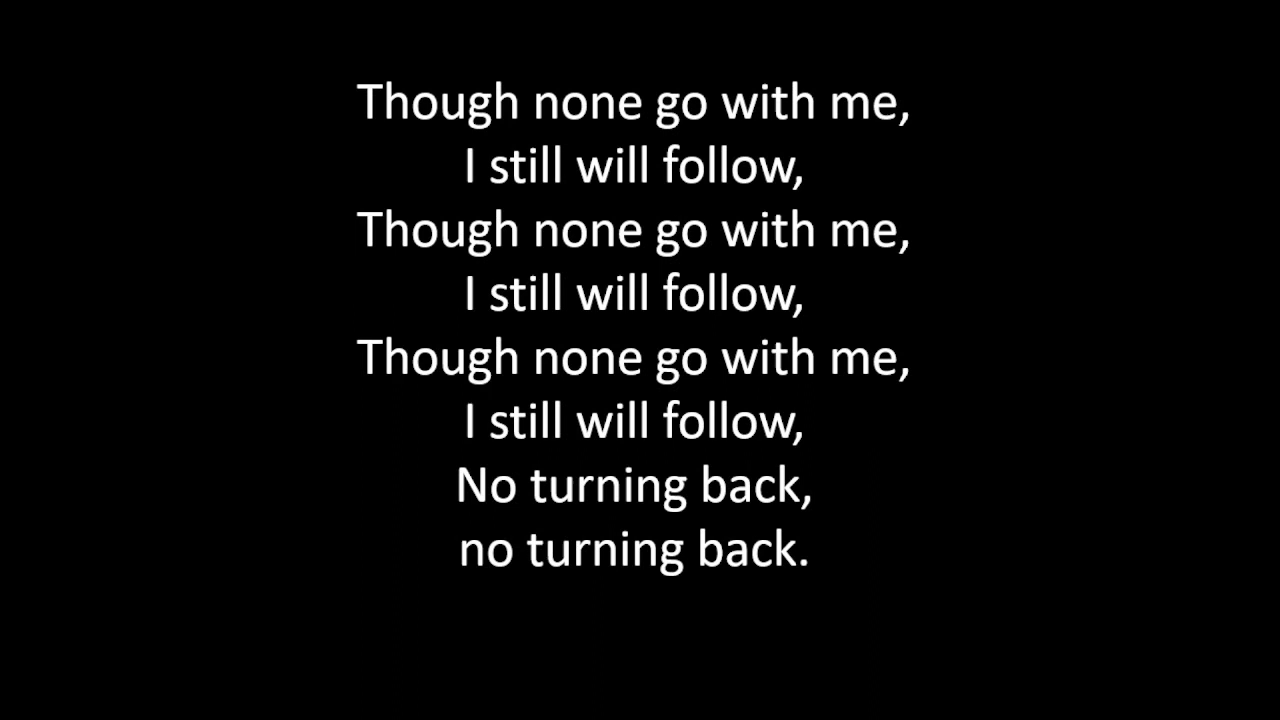 Though none go with me,
I still will follow,
Though none go with me,
I still will follow,
Though none go with me,
I still will follow,
No turning back,
no turning back.